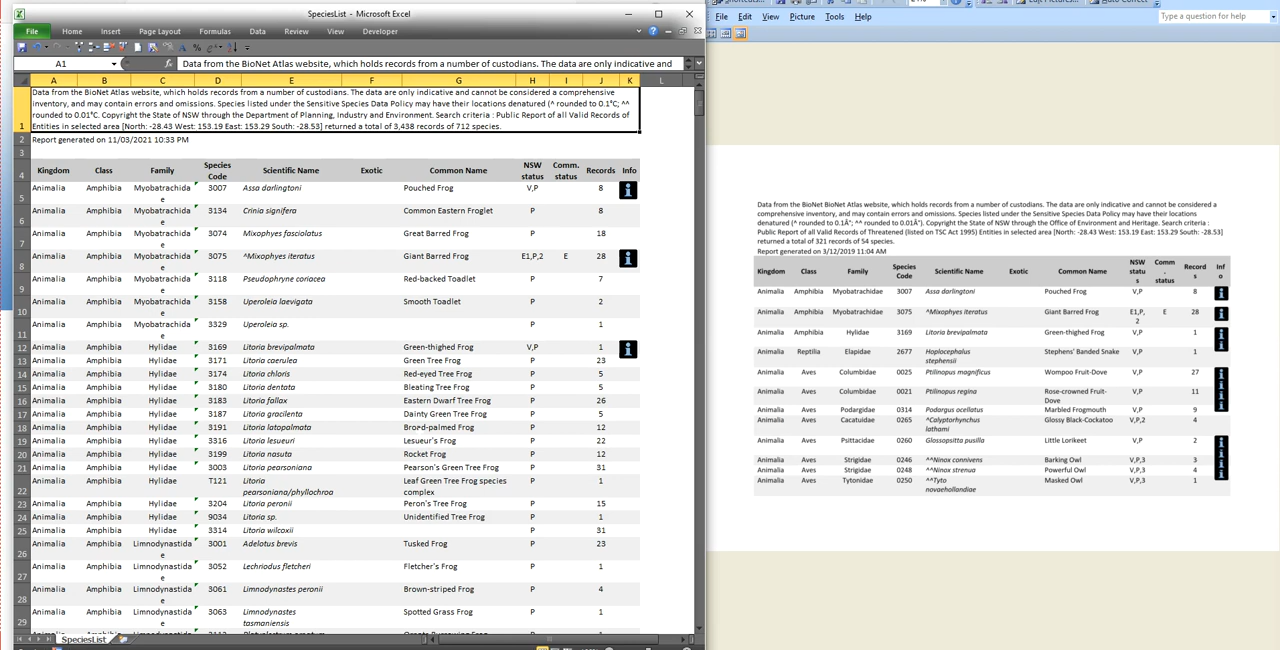 SpeciesList - Microsoft Excel
File Home Insert Page Layout Formulas Data Review View Developer
A1 fx Data from the BioNet Atlas website, which holds records from a number of custodians. The data are only indicative and
A B C D E F G H I J K L
Data from the BioNet Atlas website, which holds records from a number of custodians. The data are only indicative and cannot be considered a comprehensive
inventory, and may contain errors and omissions. Species listed under the Sensitive Species Data Policy may have their locations denatured (^ rounded to 0.1°C; ^^
rounded to 0.01°C. Copyright the State of NSW through the Department of Planning, Industry and Environment. Search criteria : Public Report of all Valid Records of
1 Entities in selected area [North: -28.43 West: 153.19 East: 153.29 South: -28.53] returned a total of 3,438 records of 712 species.
2 Report generated on 11/03/2021 10:33 PM
3
4 Kingdom Class Family Species Code Scientific Name Exotic Common Name NSW status Comm. status Records Info
5 Animalia Amphibia Myobatrachidae 3007 Assa darlingtoni Pouched Frog V,P 8 i
6 Animalia Amphibia Myobatrachidae 3134 Crinia signifera Common Eastern Froglet P 8
7 Animalia Amphibia Myobatrachidae 3074 Mixophyes fasciolatus Great Barred Frog P 18
8 Animalia Amphibia Myobatrachidae 3075 ^Mixophyes iteratus Giant Barred Frog E1,P,2 E 28 i
9 Animalia Amphibia Myobatrachidae 3118 Pseudophryne coriacea Red-backed Toadlet P 7
10 Animalia Amphibia Myobatrachidae 3158 Uperoleia laevigata Smooth Toadlet P 2
11 Animalia Amphibia Myobatrachidae 3329 Uperoleia sp. P 1
12 Animalia Amphibia Hylidae 3169 Litoria brevipalmata Green-thighed Frog V,P 1 i
13 Animalia Amphibia Hylidae 3171 Litoria caerulea Green Tree Frog P 23
14 Animalia Amphibia Hylidae 3174 Litoria chloris Red-eyed Tree Frog P 5
15 Animalia Amphibia Hylidae 3180 Litoria dentata Bleating Tree Frog P 5
16 Animalia Amphibia Hylidae 3183 Litoria fallax Eastern Dwarf Tree Frog P 26
17 Animalia Amphibia Hylidae 3187 Litoria gracilenta Dainty Green Tree Frog P 5
18 Animalia Amphibia Hylidae 3191 Litoria latopalmata Broad-palmed Frog P 12
19 Animalia Amphibia Hylidae 3316 Litoria lesueuri Lesueur's Frog P 22
20 Animalia Amphibia Hylidae 3199 Litoria nasuta Rocket Frog P 12
21 Animalia Amphibia Hylidae 3003 Litoria pearsoniana Pearson's Green Tree Frog P 31
22 Animalia Amphibia Hylidae T121 Litoria pearsoniana/phyllochroa Leaf Green Tree Frog species complex P 1
23 Animalia Amphibia Hylidae 3204 Litoria peronii Peron's Tree Frog P 15
24 Animalia Amphibia Hylidae 9034 Litoria sp. Unidentified Tree Frog P 1
25 Animalia Amphibia Hylidae 3314 Litoria wilcoxii P 31
26 Animalia Amphibia Limnodynastidae 3001 Adelotus brevis Tusked Frog P 23
27 Animalia Amphibia Limnodynastidae 3052 Lechriodus fletcheri Fletcher's Frog P 1
28 Animalia Amphibia Limnodynastidae 3061 Limnodynastes peronii Brown-striped Frog P 4
29 Animalia Amphibia Limnodynastidae 3063 Limnodynastes tasmaniensis Spotted Grass Frog P 1
SpeciesList
File Edit View Picture Tools Help
Type a question for help
Data from the BioNet BioNet Atlas website, which holds records from a number of custodians. The data are only indicative and cannot be considered a
comprehensive inventory, and may contain errors and omissions. Species listed under the Sensitive Species Data Policy may have their locations
denatured (^ rounded to 0.1Â°; ^^ rounded to 0.01Â°). Copyright the State of NSW through the Office of Environment and Heritage. Search criteria :
Public Report of all Valid Records of Threatened (listed on TSC Act 1995) Entities in selected area [North: -28.43 West: 153.19 East: 153.29 South: -28.53]
returned a total of 321 records of 54 species.
Report generated on 3/12/2019 11:04 AM
Kingdom Class Family Species Code Scientific Name Exotic Common Name NSW status Comm. status Records Info
Animalia Amphibia Myobatrachidae 3007 Assa darlingtoni Pouched Frog V,P 8 i
Animalia Amphibia Myobatrachidae 3075 ^Mixophyes iteratus Giant Barred Frog E1,P,2 E 28 i
Animalia Amphibia Hylidae 3169 Litoria brevipalmata Green-thighed Frog V,P 1 i
Animalia Reptilia Elapidae 2677 Hoplocephalus stephensii Stephens' Banded Snake V,P 1 i
Animalia Aves Columbidae 0025 Ptilinopus magnificus Wompoo Fruit-Dove V,P 27 i
Animalia Aves Columbidae 0021 Ptilinopus regina Rose-crowned Fruit-Dove V,P 11 i
Animalia Aves Podargidae 0314 Podargus ocellatus Marbled Frogmouth V,P 9 i
Animalia Aves Cacatuidae 0265 ^Calyptorhynchus lathami Glossy Black-Cockatoo V,P,2 4 i
Animalia Aves Psittacidae 0260 Glossopsitta pusilla Little Lorikeet V,P 2 i
Animalia Aves Strigidae 0246 ^^Ninox connivens Barking Owl V,P,3 3 i
Animalia Aves Strigidae 0248 ^^Ninox strenua Powerful Owl V,P,3 4 i
Animalia Aves Tytonidae 0250 ^^Tyto novaehollandiae Masked Owl V,P,3 1 i